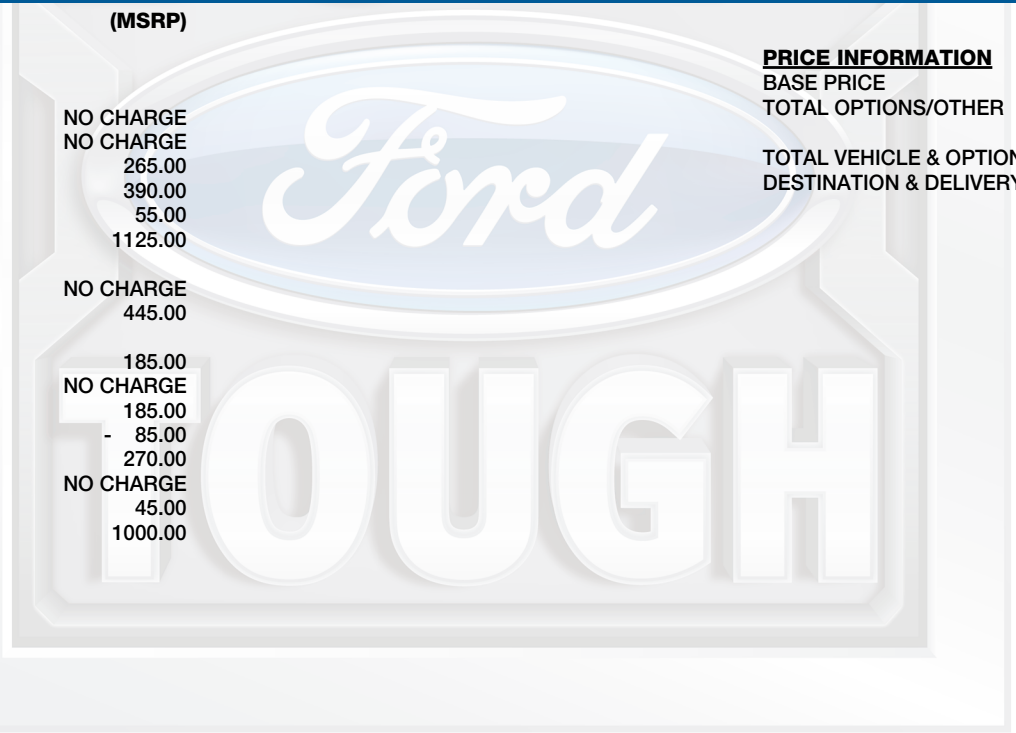 (MSRP)
NO CHARGE
NO CHARGE
265.00
390.00
55.00
1125.00
NO CHARGE
445.00
185.00
NO CHARGE
185.00
- 85.00
270.00
NO CHARGE
45.00
1000.00
PRICE INFORMATION
BASE PRICE
TOTAL OPTIONS/OTHER
TOTAL VEHICLE & OPTION
DESTINATION & DELIVERY
Ford
TOUGH